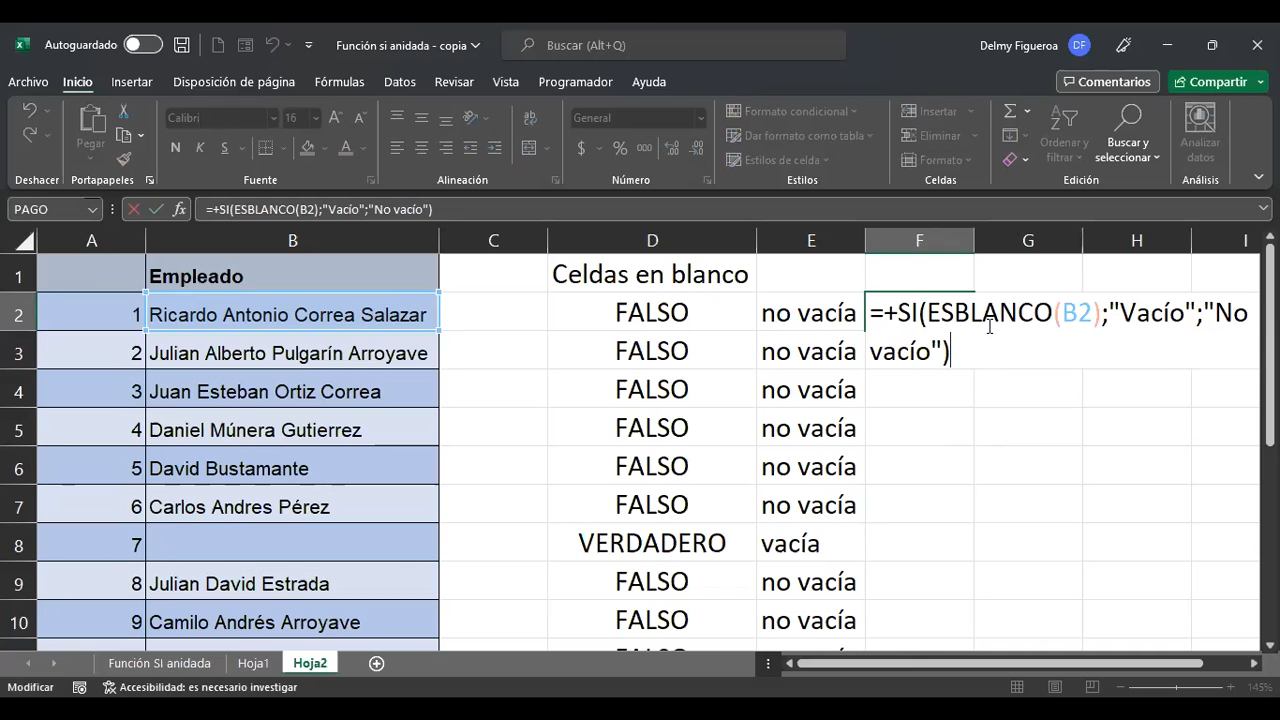 Autoguardado
Función si anidada - copia
Buscar (Alt+Q)
Delmy Figueroa
DF
Archivo Inicio Insertar Disposición de página Fórmulas Datos Revisar Vista Programador Ayuda
Comentarios
Compartir
Pegar
Calibri
16
N K S
General
$ % 000
Formato condicional
Dar formato como tabla
Estilos de celda
Insertar
Eliminar
Formato
Ordenar y
filtrar
Buscar y
seleccionar
Analizar
datos
Deshacer Portapapeles Fuente Alineación Número Estilos Celdas Edición Análisis
PAGO
fx
=+SI(ESBLANCO(B2);"Vacío";"No vacío")
A B C D E F G H I
1 Empleado Celdas en blanco
2 1 Ricardo Antonio Correa Salazar FALSO no vacía =+SI(ESBLANCO(B2);"Vacío";"No
3 2 Julian Alberto Pulgarín Arroyave FALSO no vacía vacío")
4 3 Juan Esteban Ortiz Correa FALSO no vacía
5 4 Daniel Múnera Gutierrez FALSO no vacía
6 5 David Bustamante FALSO no vacía
7 6 Carlos Andres Pérez FALSO no vacía
8 7 VERDADERO vacía
9 8 Julian David Estrada FALSO no vacía
10 9 Camilo Andrés Arroyave FALSO no vacía
Función SI anidada Hoja1 Hoja2
Modificar
Accesibilidad: es necesario investigar
145%